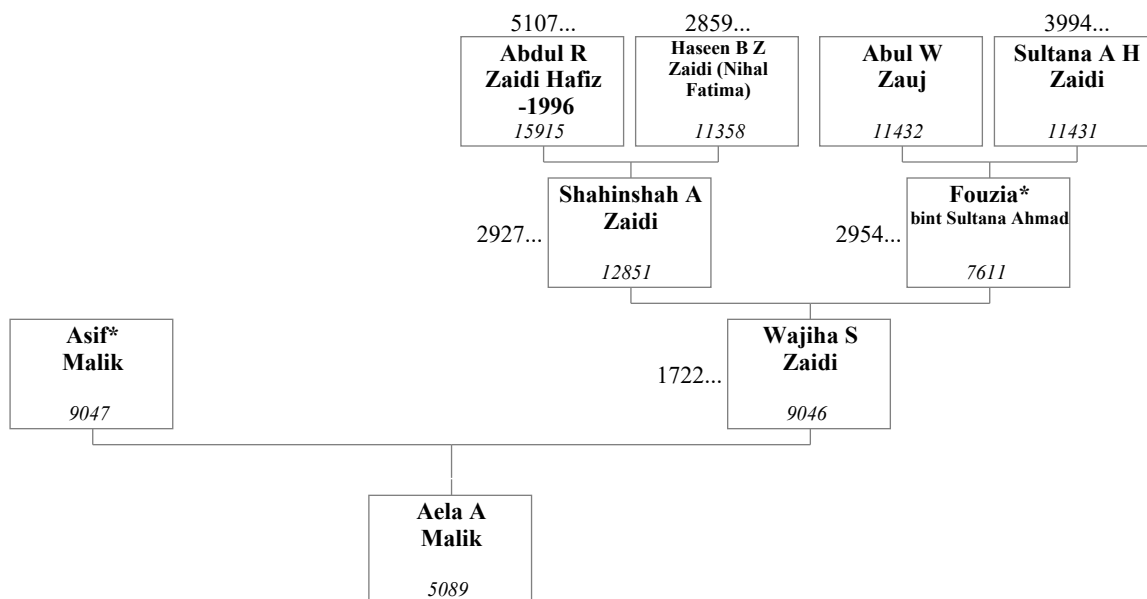 5107...
2859...
3994...
Abdul R
Zaidi Hafiz
-1996
15915
Haseen B Z
Zaidi (Nihal
Fatima)
11358
Abul W
Zauj
11432
Sultana A H
Zaidi
11431
2927...
Shahinshah A
Zaidi
12851
2954...
Fouzia*
bint Sultana Ahmad
7611
Asif*
Malik
9047
1722...
Wajiha S
Zaidi
9046
Aela A
Malik
5089